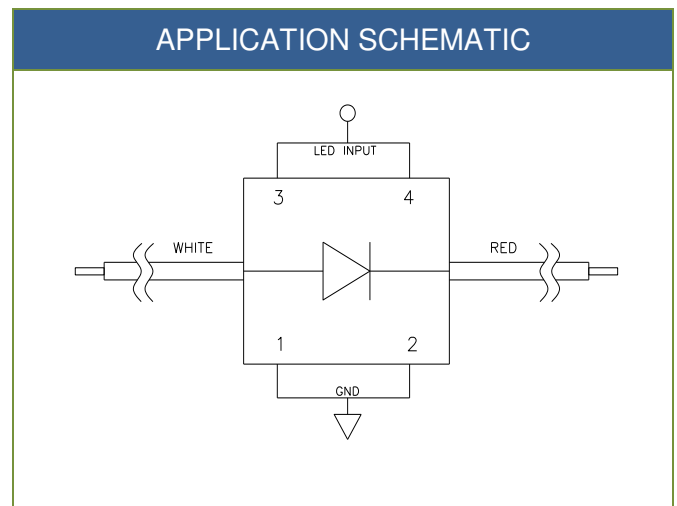 APPLICATION SCHEMATIC
LED INPUT
3 4
WHITE RED
1 2
GND